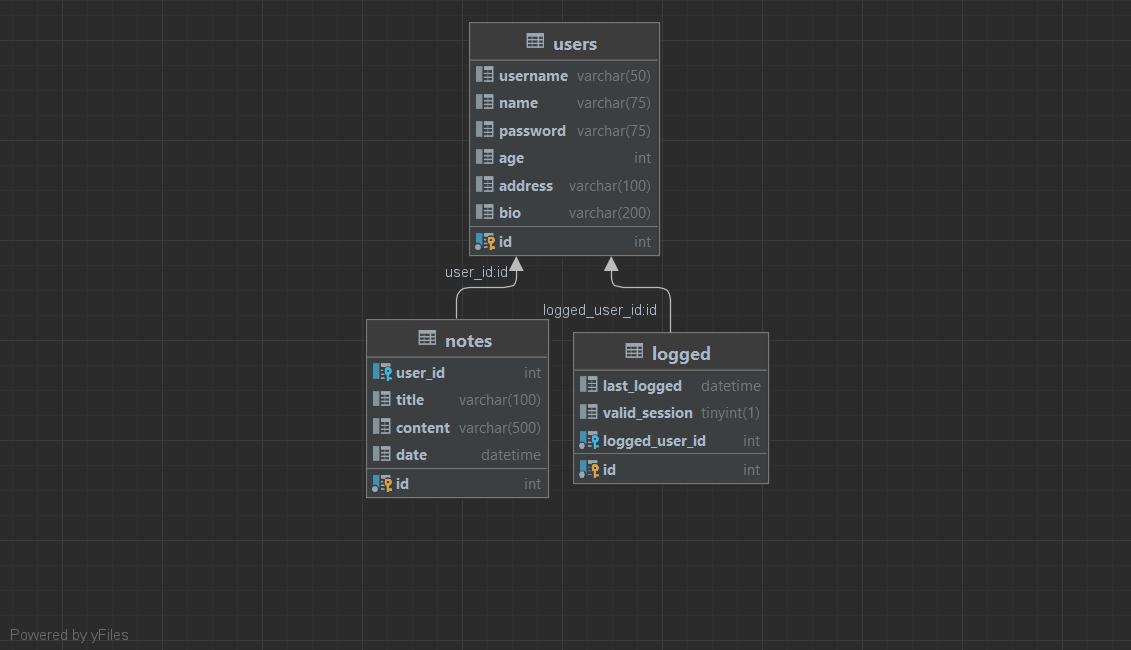 users
username varchar(50)
name varchar(75)
password varchar(75)
age int
address varchar(100)
bio varchar(200)
id int
user_id:id
logged_user_id:id
notes
user_id int
title varchar(100)
content varchar(500)
date datetime
id int
logged
last_logged datetime
valid_session tinyint(1)
logged_user_id int
id int
Powered by yFiles